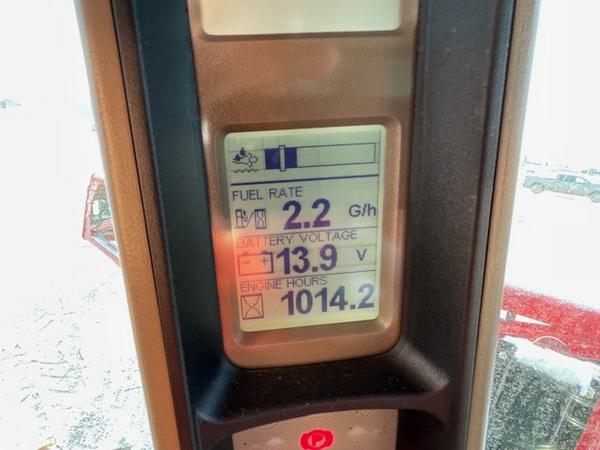 FUEL RATE
2.2 G/h
BATTERY VOLTAGE
13.9 V
ENGINE HOURS
1014.2
P